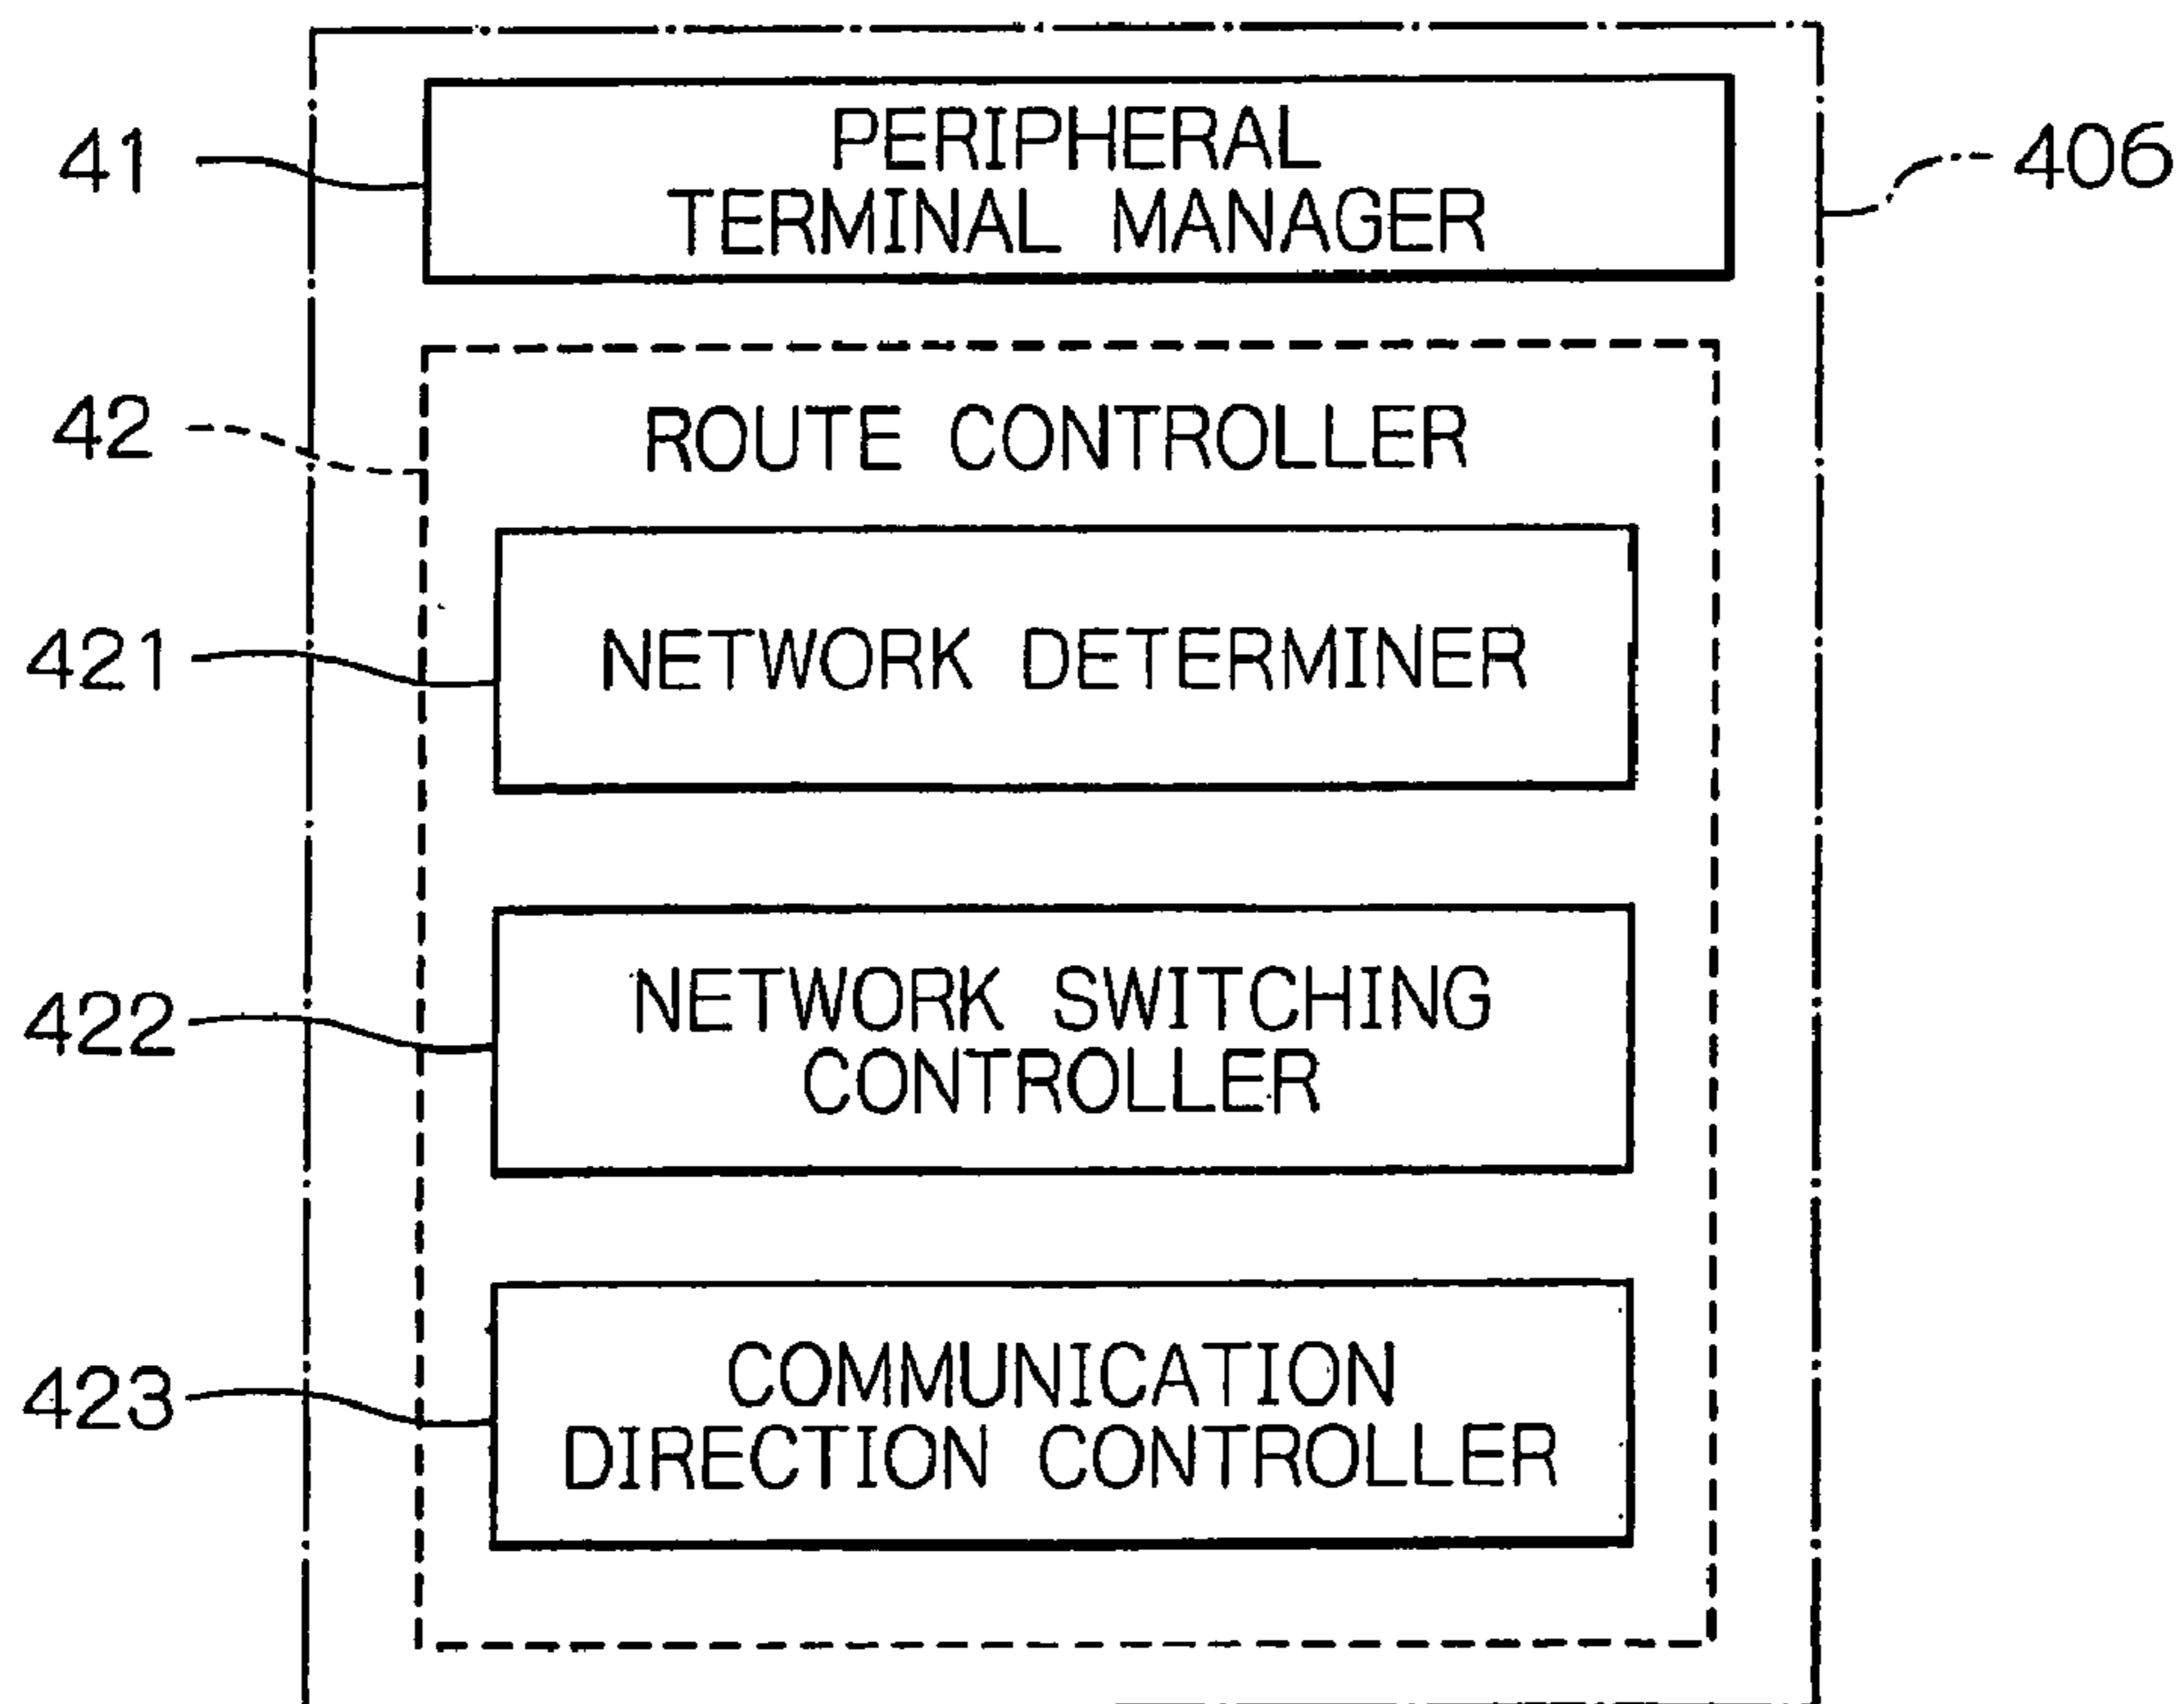 41
PERIPHERAL
TERMINAL MANAGER
406
42
ROUTE CONTROLLER
421
NETWORK DETERMINER
422
NETWORK SWITCHING
CONTROLLER
423
COMMUNICATION
DIRECTION CONTROLLER